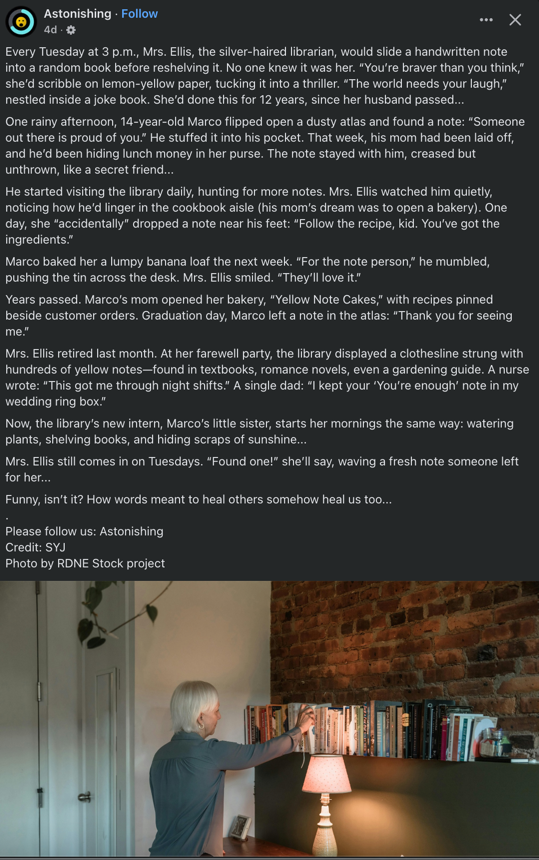 Astonishing · Follow
4d ·
Every Tuesday at 3 p.m., Mrs. Ellis, the silver-haired librarian, would slide a handwritten note
into a random book before reshelving it. No one knew it was her. “You’re braver than you think,”
she’d scribble on lemon-yellow paper, tucking it into a thriller. “The world needs your laugh,”
nestled inside a joke book. She’d done this for 12 years, since her husband passed...
One rainy afternoon, 14-year-old Marco flipped open a dusty atlas and found a note: “Someone
out there is proud of you.” He stuffed it into his pocket. That week, his mom had been laid off,
and he’d been hiding lunch money in her purse. The note stayed with him, creased but
unthrown, like a secret friend...
He started visiting the library daily, hunting for more notes. Mrs. Ellis watched him quietly,
noticing how he’d linger in the cookbook aisle (his mom’s dream was to open a bakery). One
day, she “accidentally” dropped a note near his feet: “Follow the recipe, kid. You’ve got the
ingredients.”
Marco baked her a lumpy banana loaf the next week. “For the note person,” he mumbled,
pushing the tin across the desk. Mrs. Ellis smiled. “They’ll love it.”
Years passed. Marco’s mom opened her bakery, “Yellow Note Cakes,” with recipes pinned
beside customer orders. Graduation day, Marco left a note in the atlas: “Thank you for seeing
me.”
Mrs. Ellis retired last month. At her farewell party, the library displayed a clothesline strung with
hundreds of yellow notes—found in textbooks, romance novels, even a gardening guide. A nurse
wrote: “This got me through night shifts.” A single dad: “I kept your ‘You’re enough’ note in my
wedding ring box.”
Now, the library’s new intern, Marco’s little sister, starts her mornings the same way: watering
plants, shelving books, and hiding scraps of sunshine...
Mrs. Ellis still comes in on Tuesdays. “Found one!” she’ll say, waving a fresh note someone left
for her...
Funny, isn’t it? How words meant to heal others somehow heal us too...
.
Please follow us: Astonishing
Credit: SYJ
Photo by RDNE Stock project